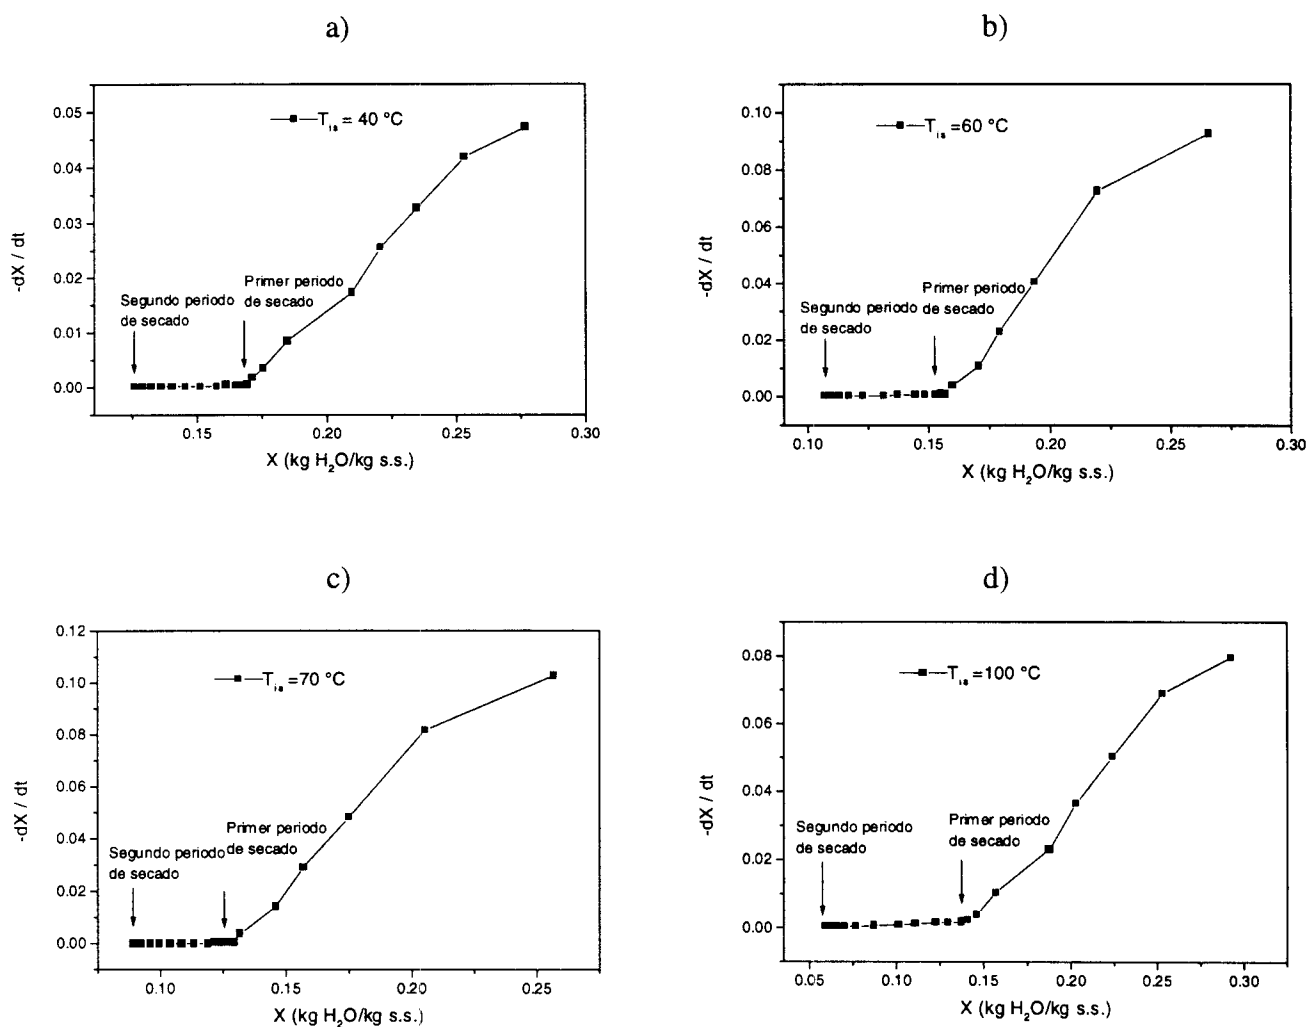 a)
0.05
0.04
0.03
0.02
0.01
0.00
-dX / dt
T_is = 40 °C
Primer periodo
de secado
Segundo periodo
de secado
0.15 0.20 0.25 0.30
X (kg H₂O/kg s.s.)
b)
0.10
0.08
0.06
0.04
0.02
0.00
-dX / dt
T_is =60 °C
Primer periodo
de secado
Segundo periodo
de secado
0.10 0.15 0.20 0.25 0.30
X (kg H₂O/kg s.s.)
c)
0.12
0.10
0.08
0.06
0.04
0.02
0.00
-dX / dt
T_is =70 °C
Primer periodo
de secado
Segundo periodo
de secado
0.10 0.15 0.20 0.25
X (kg H₂O/kg s.s.)
d)
0.08
0.06
0.04
0.02
0.00
-dX / dt
T_is =100 °C
Primer periodo
de secado
Segundo periodo
de secado
0.05 0.10 0.15 0.20 0.25 0.30
X (kg H₂O/kg s.s.)